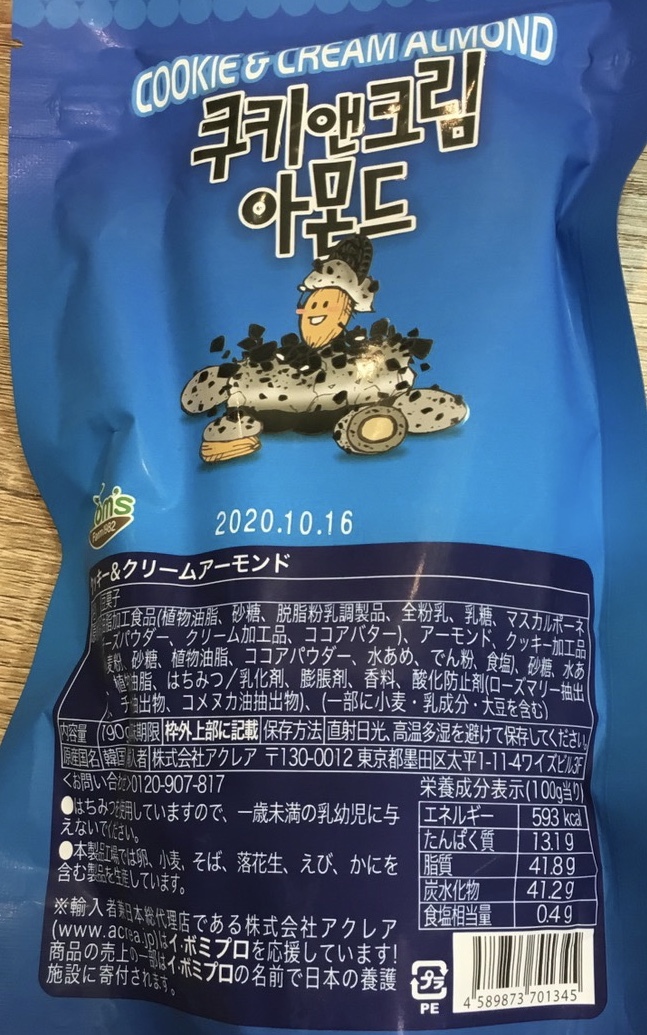 COOKIE & CREAM ALMOND
쿠키앤크림
아몬드
om's
Farm1982
2020.10.16
キー&クリームアーモンド
菓子
加工食品(植物油脂、砂糖、脱脂粉乳調製品、全粉乳、乳糖、マスカルポーネ
ーズパウダー、クリーム加工品、ココアバター)、アーモンド、クッキー加工品
麦粉、砂糖、植物油脂、ココアパウダー、水あめ、でん粉、食塩)、砂糖、水あ
植物油脂、はちみつ/乳化剤、膨脹剤、香料、酸化防止剤(ローズマリー抽出
チャ抽出物、コメヌカ油抽出物)、(一部に小麦・乳成分・大豆を含む)
内容量 190g 期限 枠外上部に記載 保存方法 直射日光、高温多湿を避けて保存してください。
原産国名 韓国 入者 株式会社アクレア 〒130-0012 東京都墨田区太平1-11-4ワイズビル3F
<お問い合わせ>0120-907-817
●はちみつを使用していますので、一歳未満の乳幼児に与
えないでください。
●本製品工場では卵、小麦、そば、落花生、えび、かにを
含む製品を生産しています。
※輸入者兼日本総代理店である株式会社アクレア
(www.acrea.jp)はイ・ボミプロを応援しています!
商品の売上の一部はイ・ボミプロの名前で日本の養護
施設に寄付されます。
栄養成分表示(100g当り)
エネルギー 593 kcal
たんぱく質 13.1 g
脂質 41.8 g
炭水化物 41.2 g
食塩相当量 0.4 g
プラ
PE
4 589873 701345